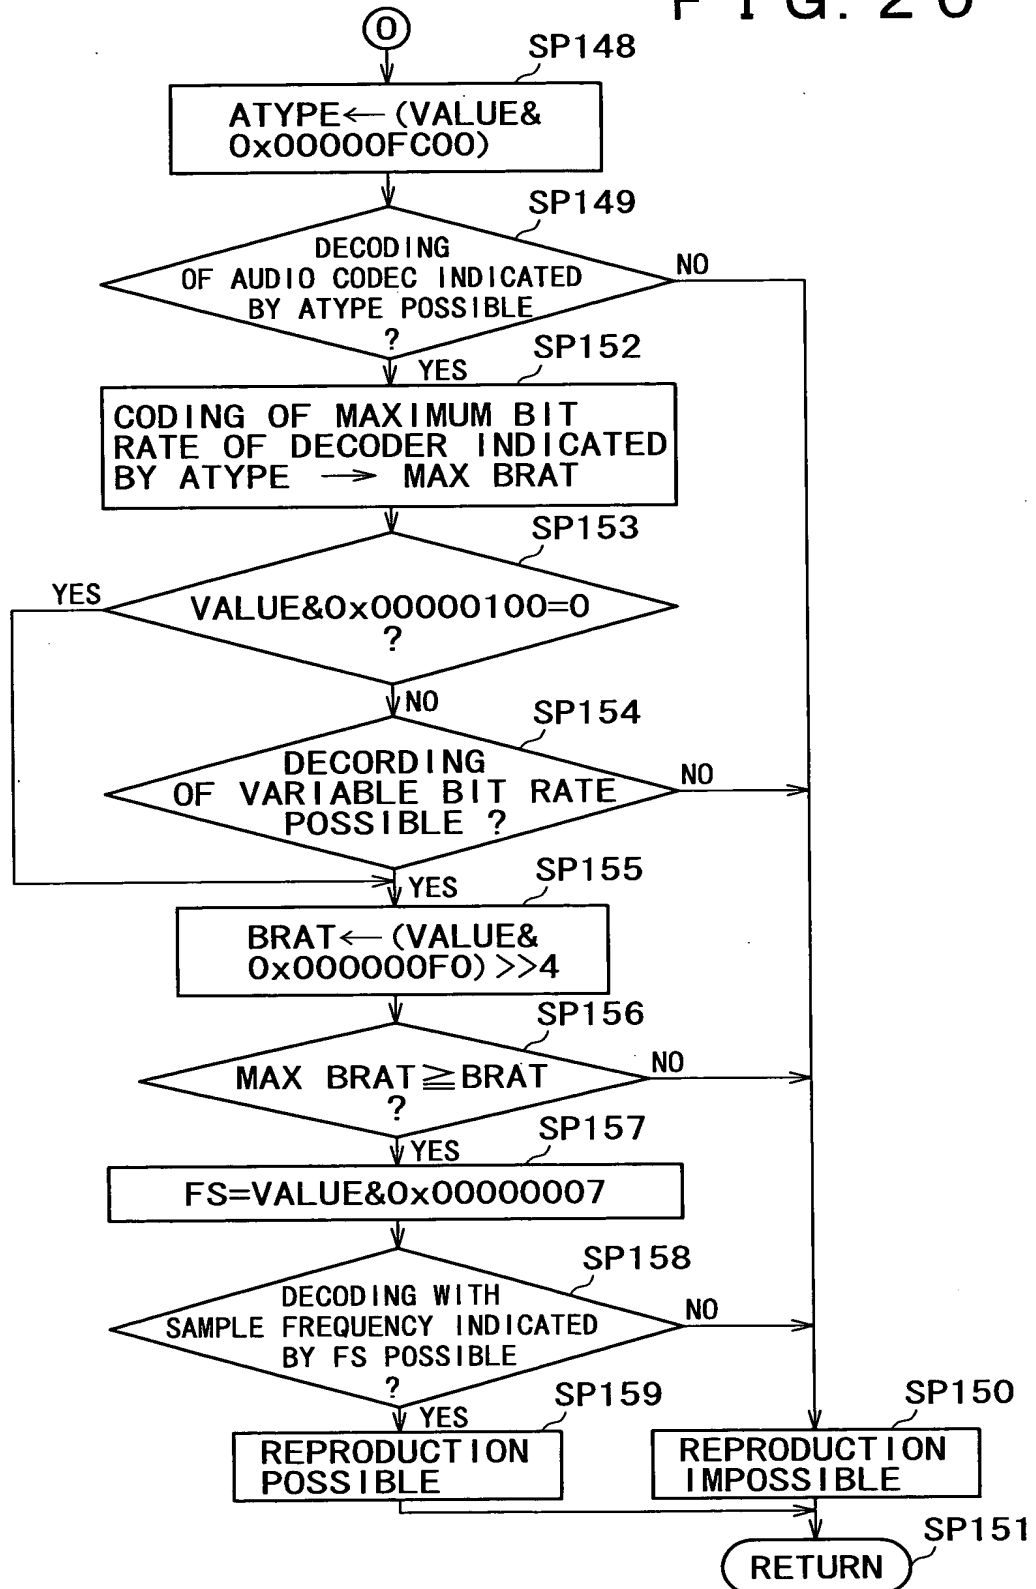 FIG. 26
O
SP148
ATYPE← (VALUE&
0x00000FC00)
SP149
DECODING
OF AUDIO CODEC INDICATED
BY ATYPE POSSIBLE
?
NO
YES
SP152
CODING OF MAXIMUM BIT
RATE OF DECODER INDICATED
BY ATYPE → MAX BRAT
SP153
YES
VALUE&0x00000100=0
?
NO
SP154
DECORDING
OF VARIABLE BIT RATE
POSSIBLE ?
NO
YES
SP155
BRAT← (VALUE&
0x000000F0) >>4
SP156
MAX BRAT≧BRAT
?
NO
YES
SP157
FS=VALUE&0x00000007
SP158
DECODING WITH
SAMPLE FREQUENCY INDICATED
BY FS POSSIBLE
?
NO
YES
SP159
REPRODUCTION
POSSIBLE
SP150
REPRODUCTION
IMPOSSIBLE
SP151
RETURN